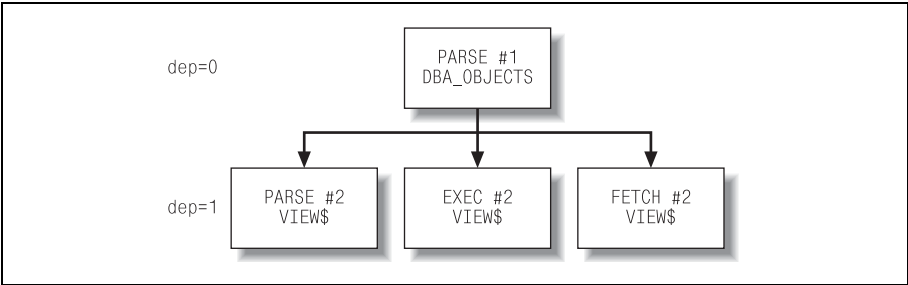 dep=0
PARSE #1
DBA_OBJECTS
dep=1
PARSE #2
VIEW$
EXEC #2
VIEW$
FETCH #2
VIEW$